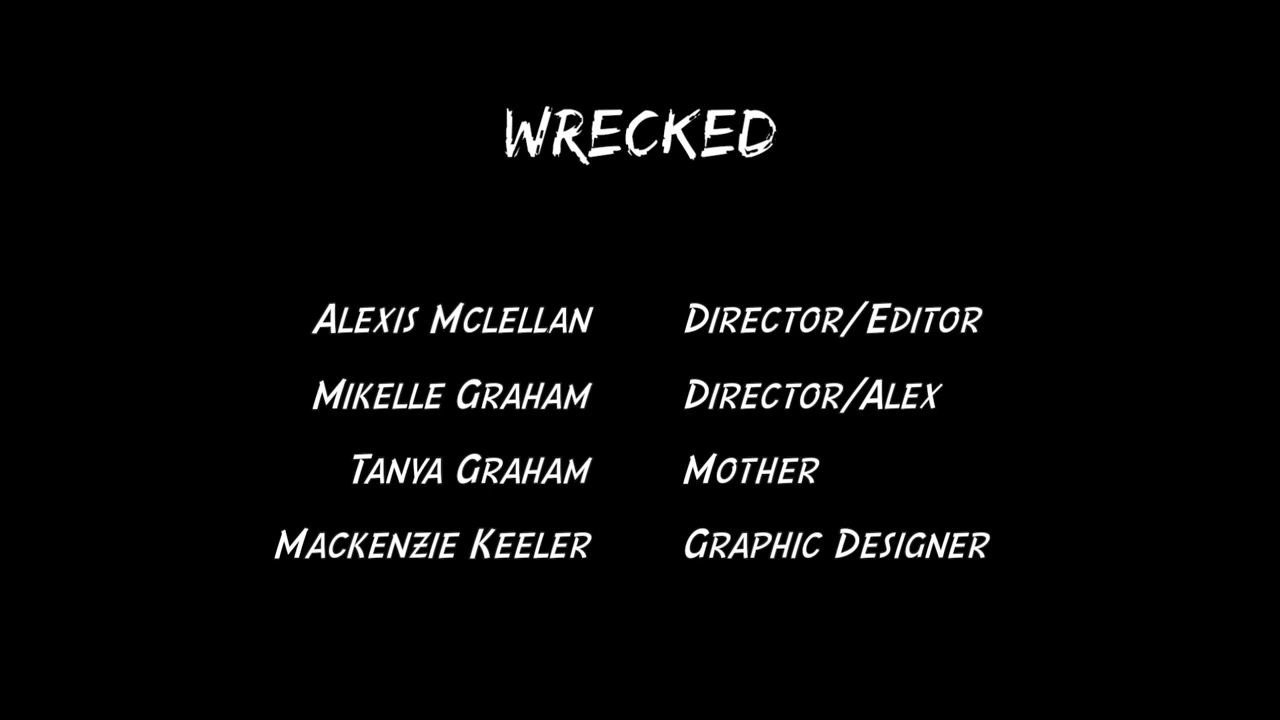 WRECKED
ALEXIS MCLELLAN DIRECTOR/EDITOR
MIKELLE GRAHAM DIRECTOR/ALEX
TANYA GRAHAM MOTHER
MACKENZIE KEELER GRAPHIC DESIGNER